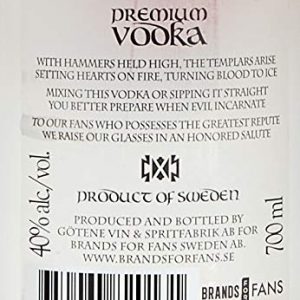 PREMIUM
VODKA
WITH HAMMERS HELD HIGH, THE TEMPLARS ARISE
SETTING HEARTS ON FIRE, TURNING BLOOD TO ICE
MIXING THIS VODKA OR SIPPING IT STRAIGHT
YOU BETTER PREPARE WHEN EVIL INCARNATE
TO OUR FANS WHO POSSESSES THE GREATEST REPUTE
WE RAISE OUR GLASSES IN AN HONORED SALUTE
40% alc./vol.
PRODUCT OF SWEDEN
700 ml
PRODUCED AND BOTTLED BY
GÖTENE VIN & SPRITFABRIK AB FOR
BRANDS FOR FANS SWEDEN AB.
WWW.BRANDSFORFANS.SE
BRANDS FOR FANS